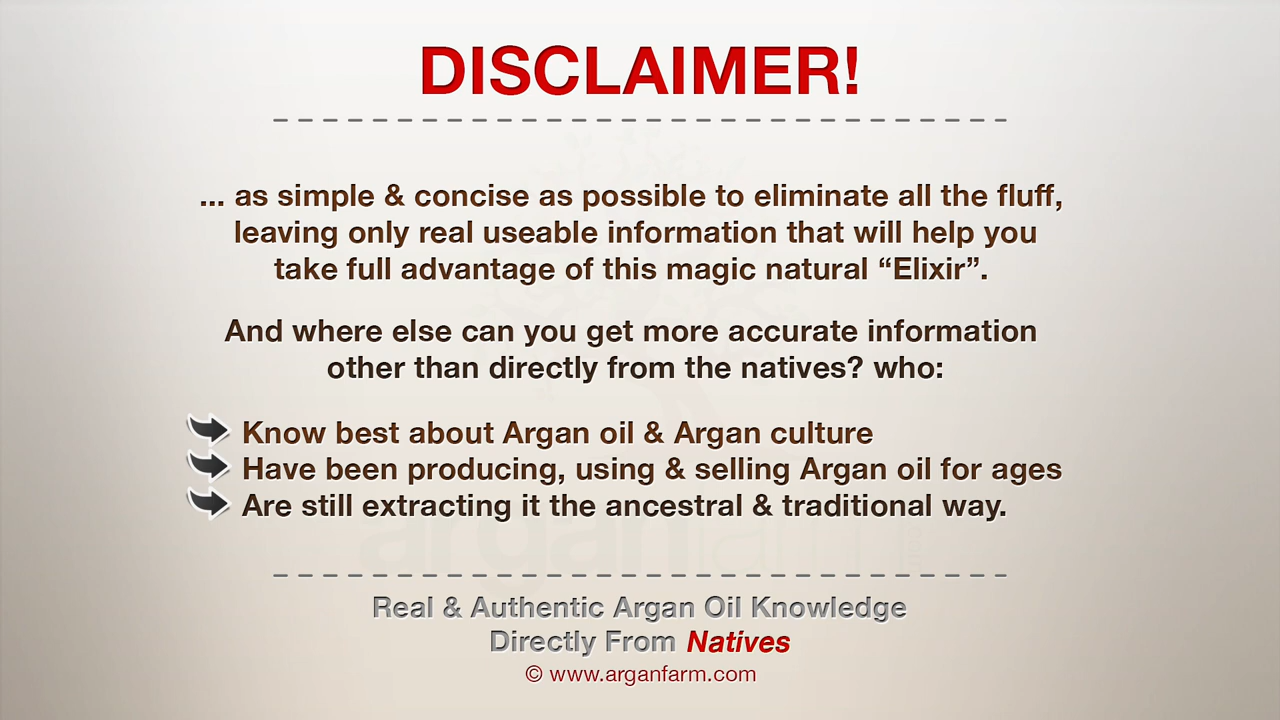 DISCLAIMER!
... as simple & concise as possible to eliminate all the fluff,
leaving only real useable information that will help you
take full advantage of this magic natural “Elixir”.
And where else can you get more accurate information
other than directly from the natives? who:
Know best about Argan oil & Argan culture
Have been producing, using & selling Argan oil for ages
Are still extracting it the ancestral & traditional way.
arganfarm
Real & Authentic Argan Oil Knowledge
Directly From Natives
© www.arganfarm.com